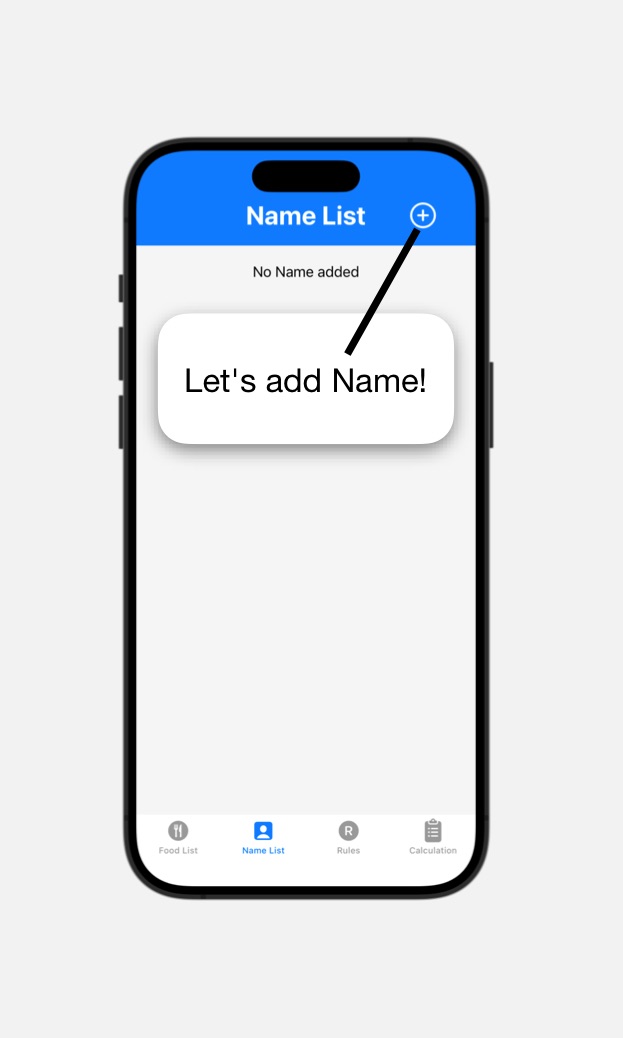 Name List
No Name added
Let's add Name!
R
Food List
Name List
Rules
Calculation